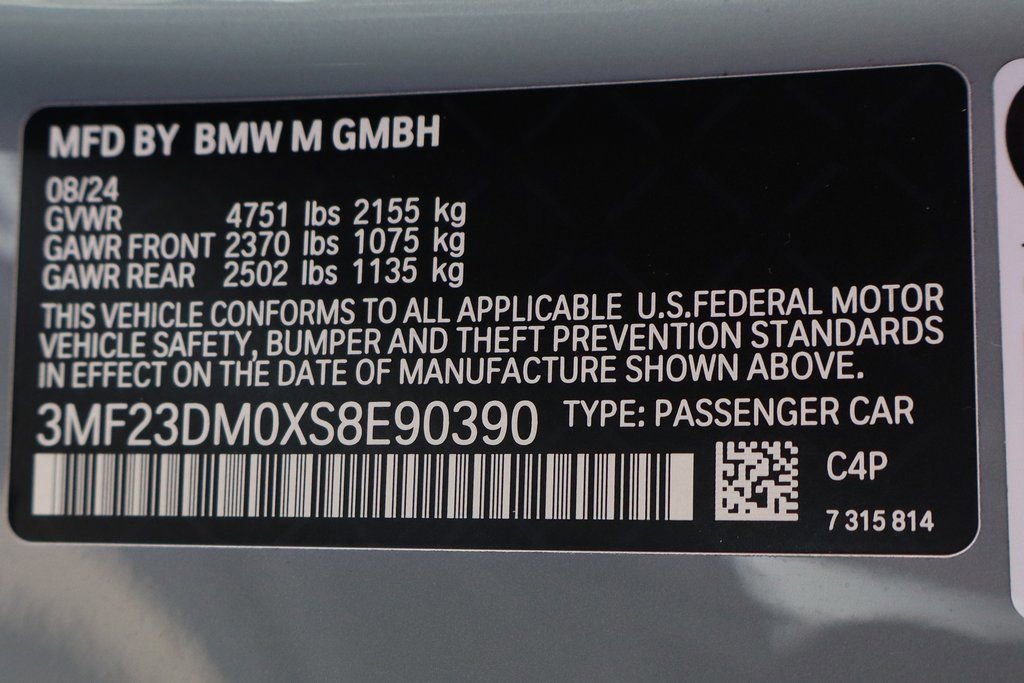 MFD BY BMW M GMBH
08/24
GVWR 4751 lbs 2155 kg
GAWR FRONT 2370 lbs 1075 kg
GAWR REAR 2502 lbs 1135 kg
THIS VEHICLE CONFORMS TO ALL APPLICABLE U.S.FEDERAL MOTOR
VEHICLE SAFETY, BUMPER AND THEFT PREVENTION STANDARDS
IN EFFECT ON THE DATE OF MANUFACTURE SHOWN ABOVE.
3MF23DM0XS8E90390 TYPE: PASSENGER CAR
C4P
7 315 814